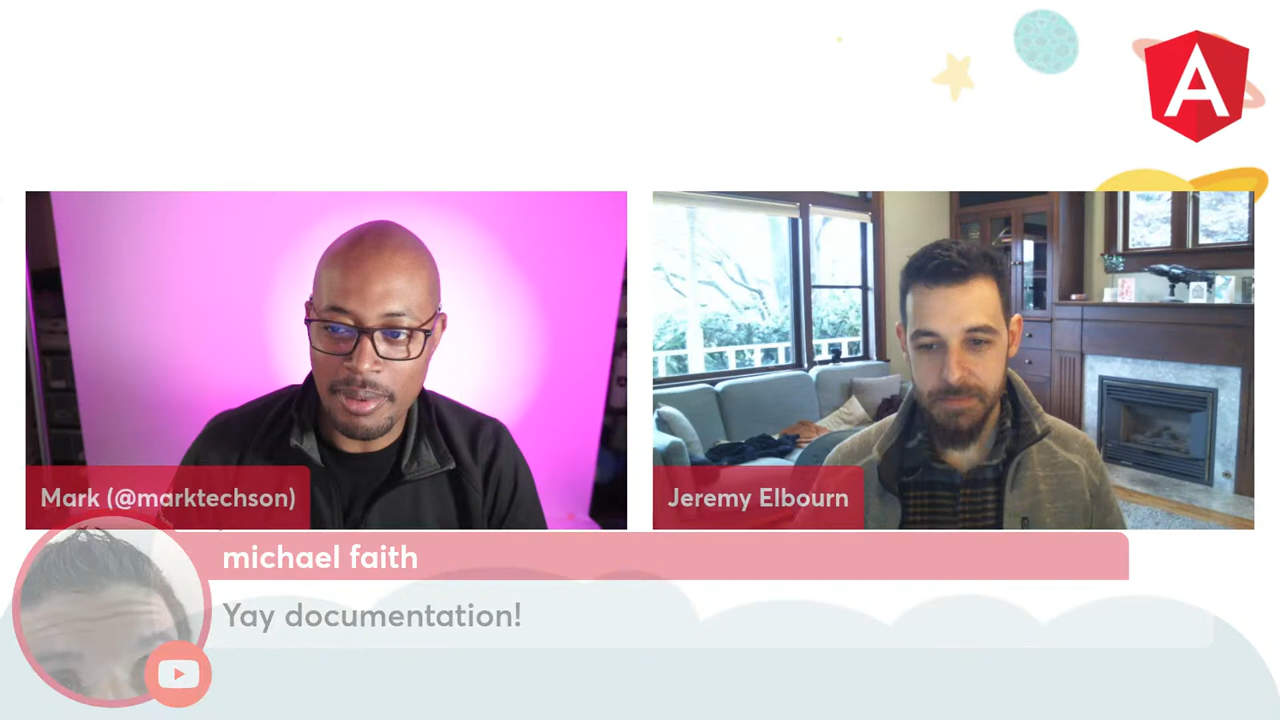 A
Mark (@marktechson)
Jeremy Elbourn
michael faith
Yay documentation!